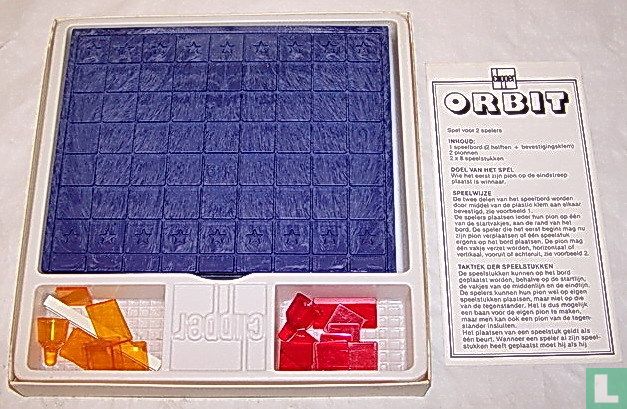 clipper
ORBIT
Spel voor 2 spelers
INHOUD:
1 speelbord (2 helften + bevestigingsklem)
2 pionnen
2 x 8 speelstukken
DOEL VAN HET SPEL
Wie het eerst zijn pion op de eindstreep
plaatst is winnaar.
SPEELWIJZE
De twee delen van het speelbord worden
door middel van de plastic klem aan elkaar
bevestigd, zie voorbeeld 1.
De spelers plaatsen ieder hun pion op één
van de startvakjes, aan de rand van het
bord. De speler die het eerst begint mag nu
zijn pion verplaatsen of één speelstuk
ergens op het bord plaatsen. De pion mag
één vakje verzet worden, horizontaal of
vertikaal, vooruit of achteruit, zie voorbeeld 2.
TAKTIEK DER SPEELSTUKKEN
De speelstukken kunnen op het bord
geplaatst worden, behalve op de startlijn,
de vakjes van de middenlijn en de eindlijn.
De spelers kunnen hun pion wel op eigen
speelstukken plaatsen, maar niet op die
van de tegenstander. Het is dus mogelijk
een baan voor de eigen pion te maken,
maar men kan ook een pion van de tegen-
stander insluiten.
Het plaatsen van een speelstuk geldt als
één beurt. Wanneer een speler al zijn speel-
stukken heeft geplaatst moet hij als hij
L